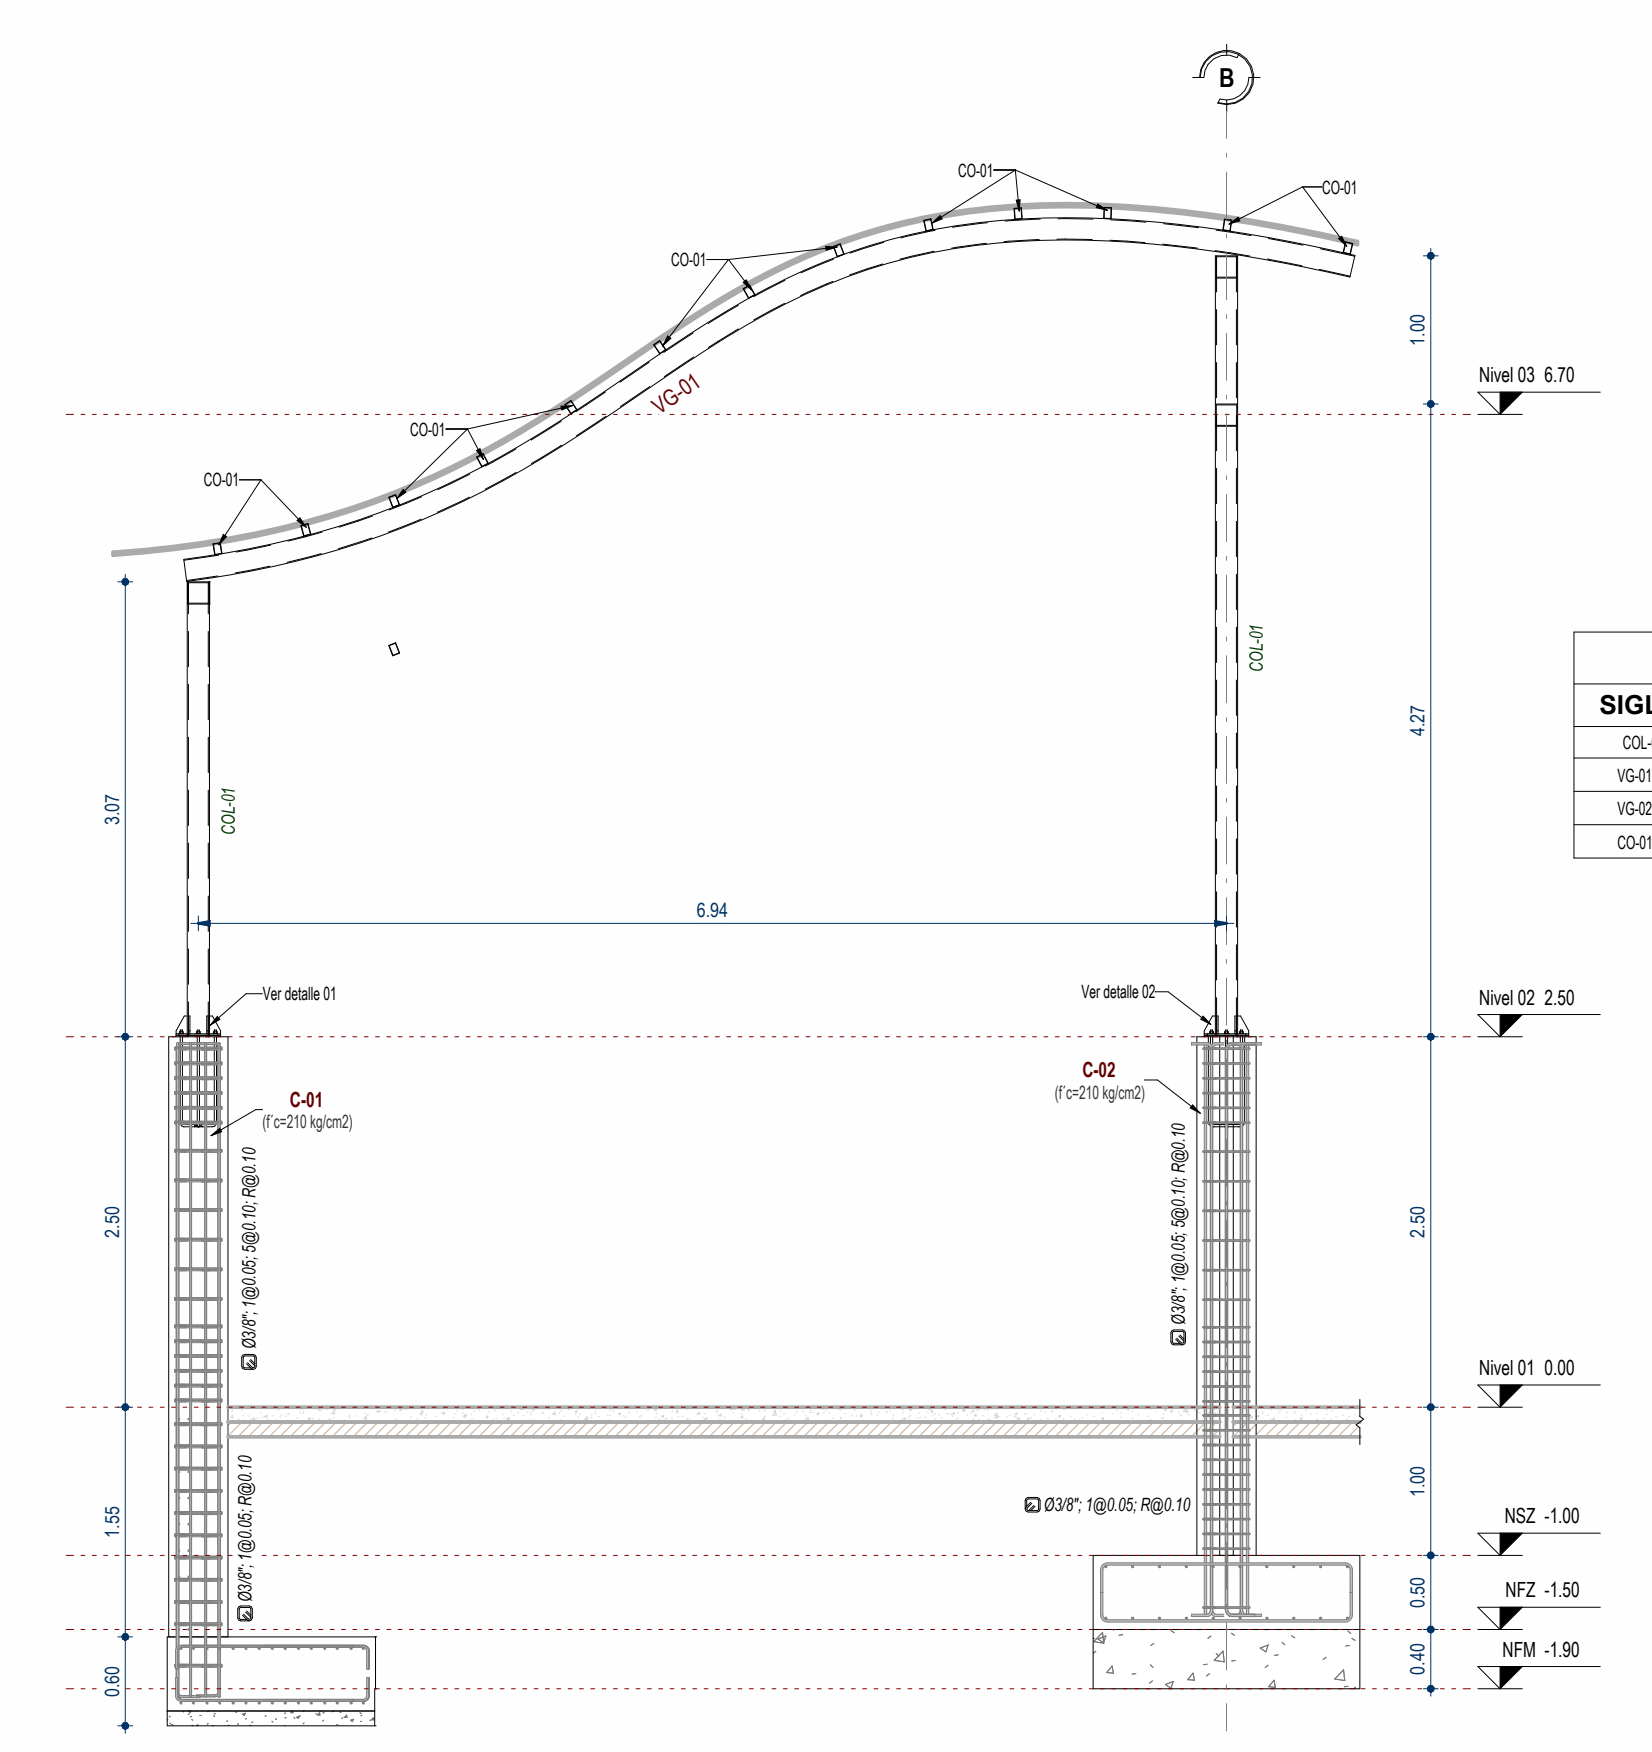 B
CO-01
CO-01
CO-01
VG-01
CO-01
CO-01
1.00
Nivel 03 6.70
COL-01
COL-01
3.07
4.27
SIGL
COL-
VG-01
VG-02
CO-01
6.94
Ver detalle 01
Ver detalle 02
Nivel 02 2.50
C-01
(f´c=210 kg/cm2)
C-02
(f´c=210 kg/cm2)
Ø3/8"; 1@0.05; 5@0.10; R@0.10
Ø3/8"; 1@0.05; 5@0.10; R@0.10
2.50
2.50
Nivel 01 0.00
Ø3/8"; 1@0.05; R@0.10
Ø3/8"; 1@0.05; R@0.10
1.55
1.00
NSZ -1.00
0.50
NFZ -1.50
0.60
0.40
NFM -1.90